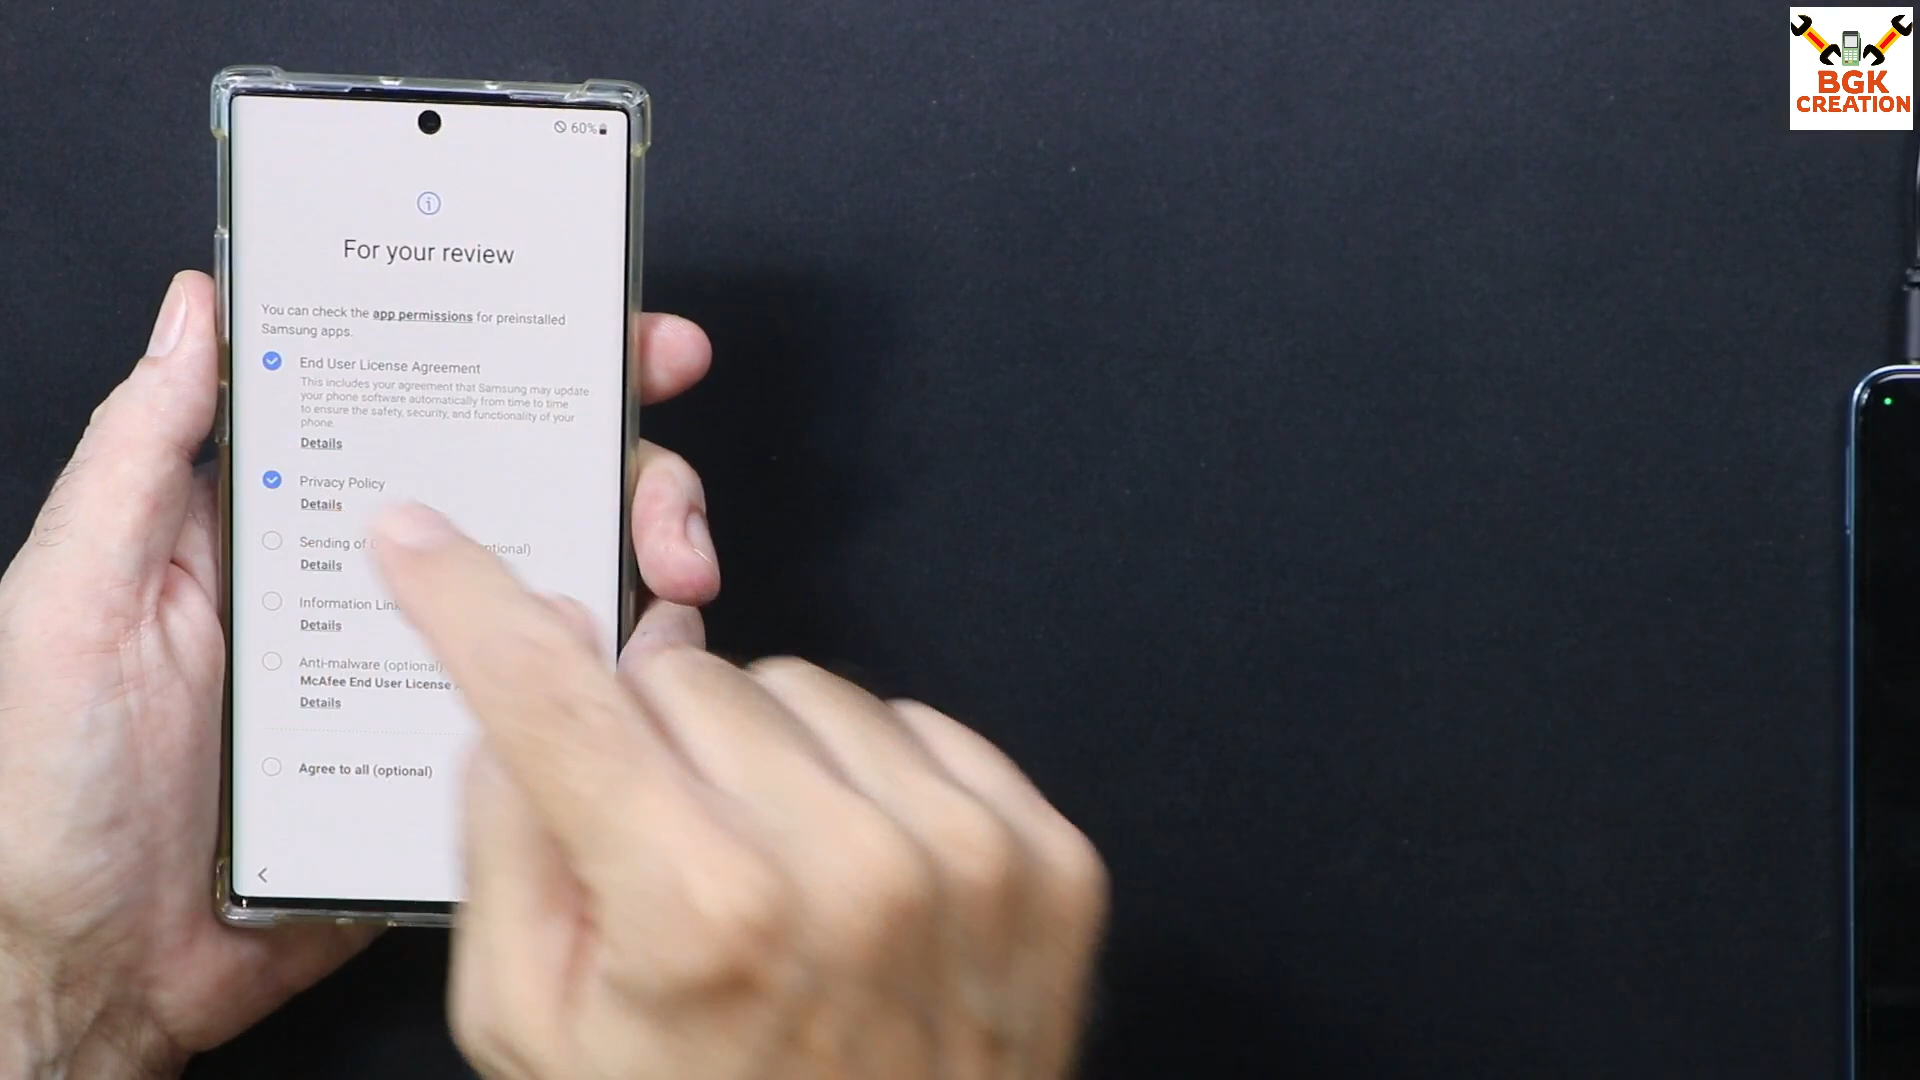 BGK
CREATION
60%
For your review
You can check the app permissions for preinstalled
Samsung apps.
End User License Agreement
This includes your agreement that Samsung may update
your phone software automatically from time to time
to ensure the safety, security, and functionality of your
phone.
Details
Privacy Policy
Details
Sending of
Details
Information Link
Details
Anti-malware (optional)
McAfee End User License
Details
Agree to all (optional)